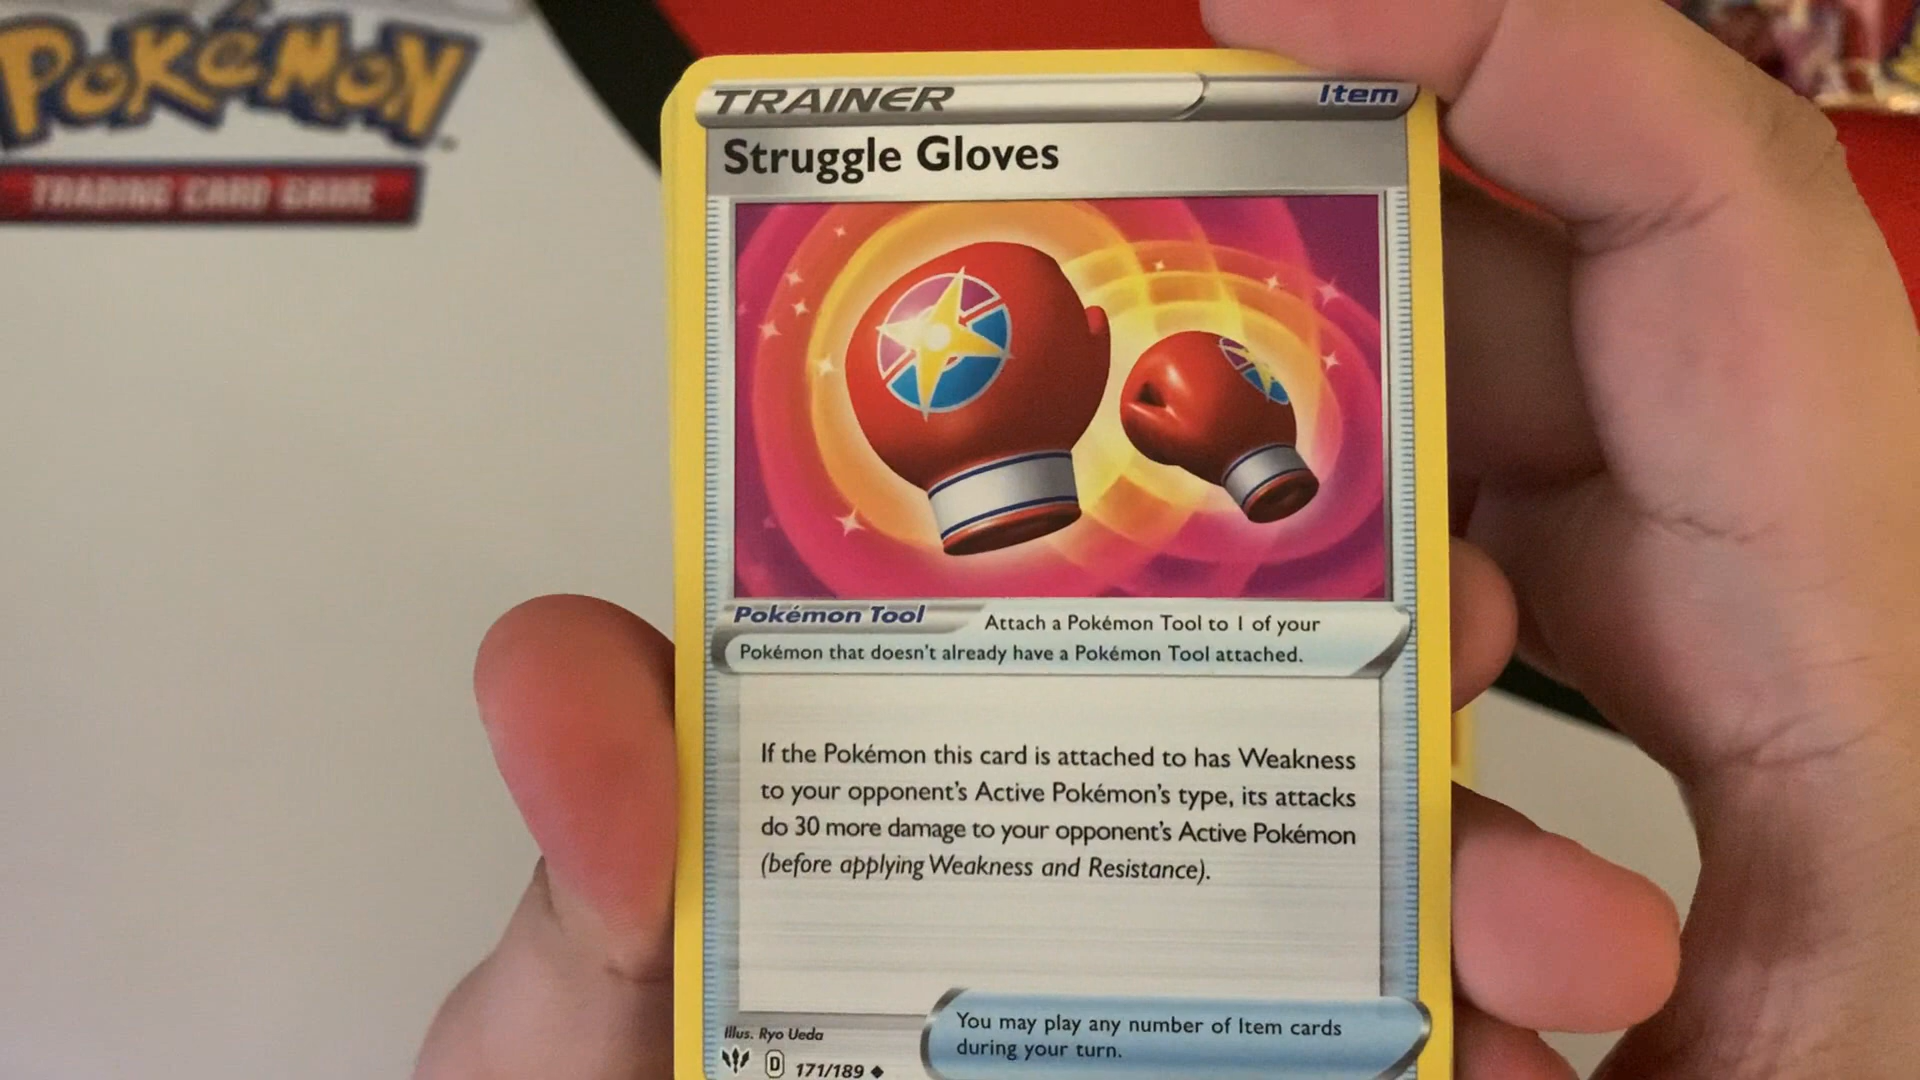 POKéMON
TRADING CARD GAME
TRAINER
Item
Struggle Gloves
Pokémon Tool
Attach a Pokémon Tool to 1 of your
Pokémon that doesn't already have a Pokémon Tool attached.
If the Pokémon this card is attached to has Weakness
to your opponent's Active Pokémon's type, its attacks
do 30 more damage to your opponent's Active Pokémon
(before applying Weakness and Resistance).
Illus. Ryo Ueda
D 171/189
You may play any number of Item cards
during your turn.